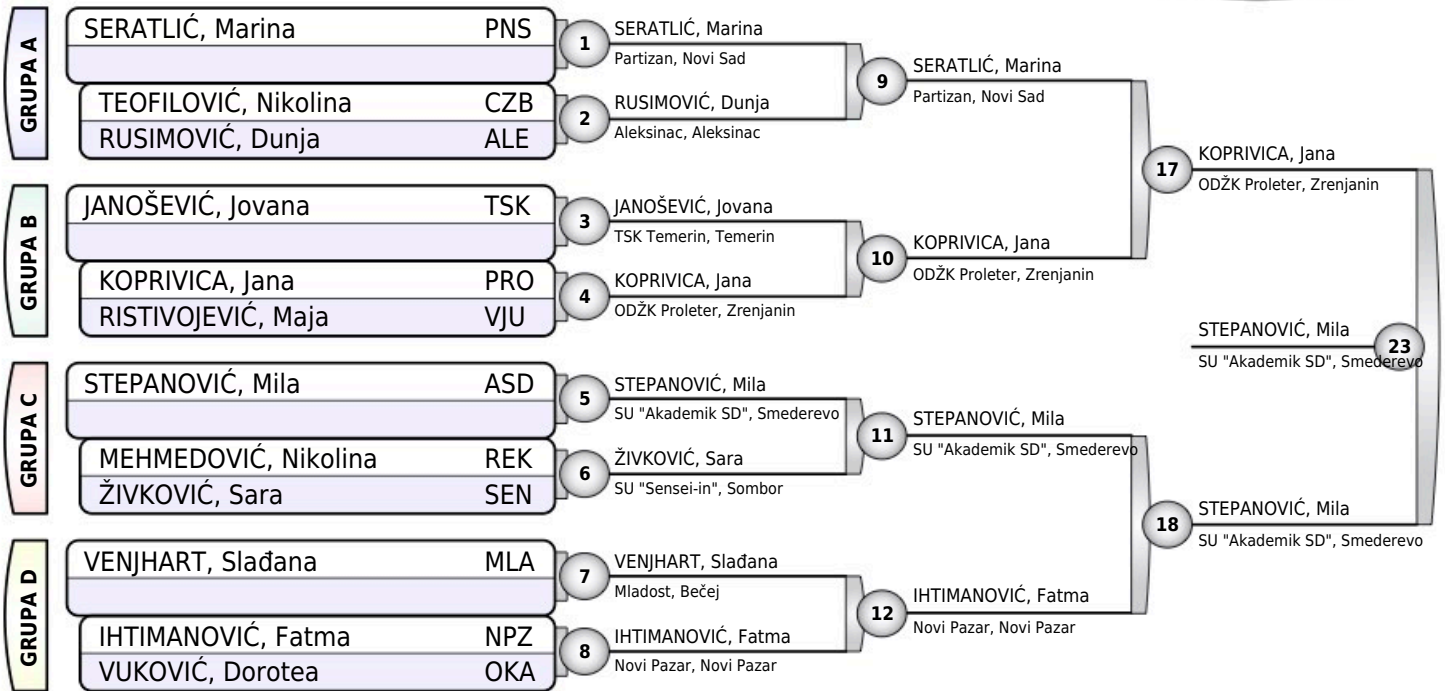 GRUPA A
SERATLIĆ, Marina PNS
TEOFILOVIĆ, Nikolina CZB
RUSIMOVIĆ, Dunja ALE
GRUPA B
JANOŠEVIĆ, Jovana TSK
KOPRIVICA, Jana PRO
RISTIVOJEVIĆ, Maja VJU
GRUPA C
STEPANOVIĆ, Mila ASD
MEHMEDOVIĆ, Nikolina REK
ŽIVKOVIĆ, Sara SEN
GRUPA D
VENJHART, Slađana MLA
IHTIMANOVIĆ, Fatma NPZ
VUKOVIĆ, Dorotea OKA
1
SERATLIĆ, Marina
Partizan, Novi Sad
2
RUSIMOVIĆ, Dunja
Aleksinac, Aleksinac
3
JANOŠEVIĆ, Jovana
TSK Temerin, Temerin
4
KOPRIVICA, Jana
ODŽK Proleter, Zrenjanin
5
STEPANOVIĆ, Mila
SU "Akademik SD", Smederevo
6
ŽIVKOVIĆ, Sara
SU "Sensei-in", Sombor
7
VENJHART, Slađana
Mladost, Bečej
8
IHTIMANOVIĆ, Fatma
Novi Pazar, Novi Pazar
9
SERATLIĆ, Marina
Partizan, Novi Sad
10
KOPRIVICA, Jana
ODŽK Proleter, Zrenjanin
11
STEPANOVIĆ, Mila
SU "Akademik SD", Smederevo
12
IHTIMANOVIĆ, Fatma
Novi Pazar, Novi Pazar
17
KOPRIVICA, Jana
ODŽK Proleter, Zrenjanin
18
STEPANOVIĆ, Mila
SU "Akademik SD", Smederevo
STEPANOVIĆ, Mila
23
SU "Akademik SD", Smederevo